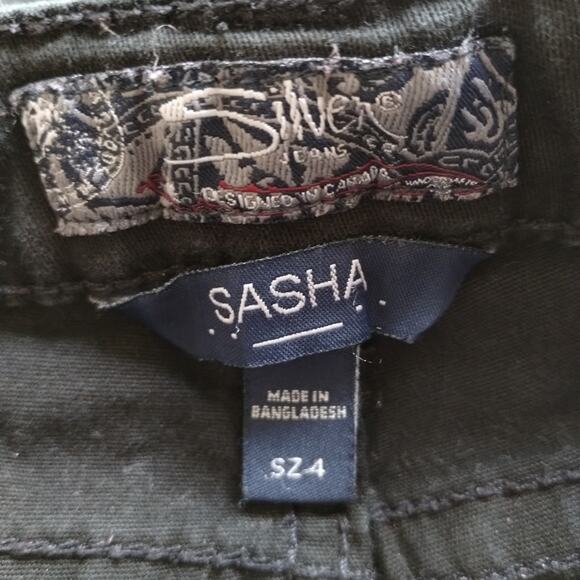 SilveR®
JEANS
DESIGNED IN CANADA
SASHA
MADE IN
BANGLADESH
SZ-4